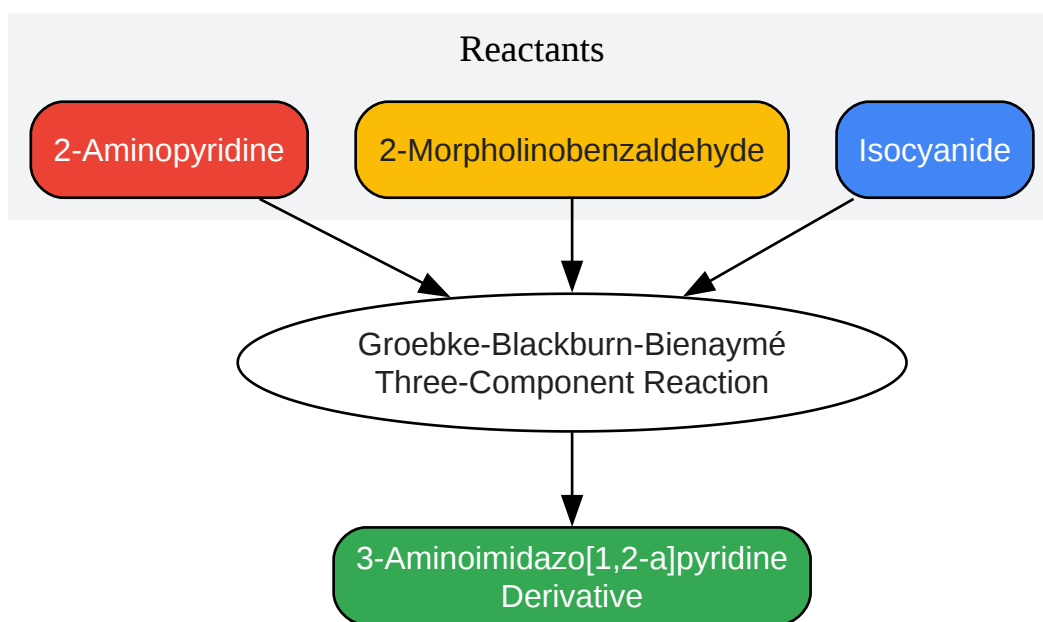 Reactants
2-Aminopyridine
2-Morpholinobenzaldehyde
Isocyanide
Groebke-Blackburn-Bienaymé
Three-Component Reaction
3-Aminoimidazo[1,2-a]pyridine
Derivative